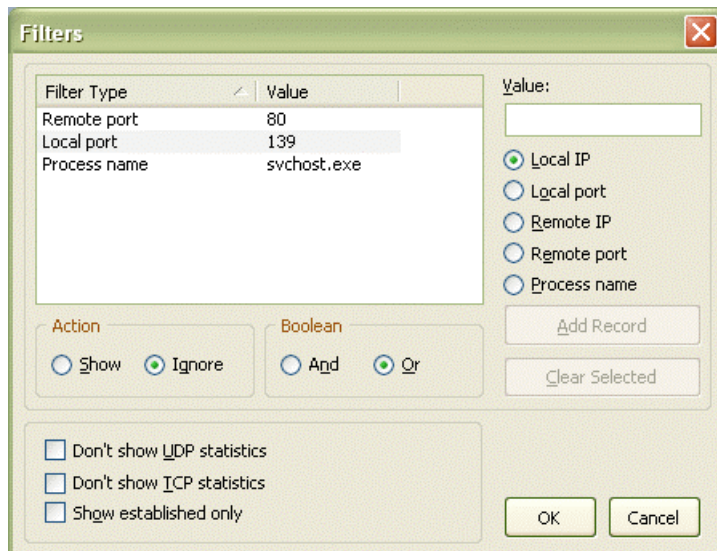 Filters
Filter Type Value
Remote port 80
Local port 139
Process name svchost.exe
Value:
Local IP
Local port
Remote IP
Remote port
Process name
Action
Show Ignore
Boolean
And Or
Add Record
Clear Selected
Don't show UDP statistics
Don't show TCP statistics
Show established only
OK
Cancel